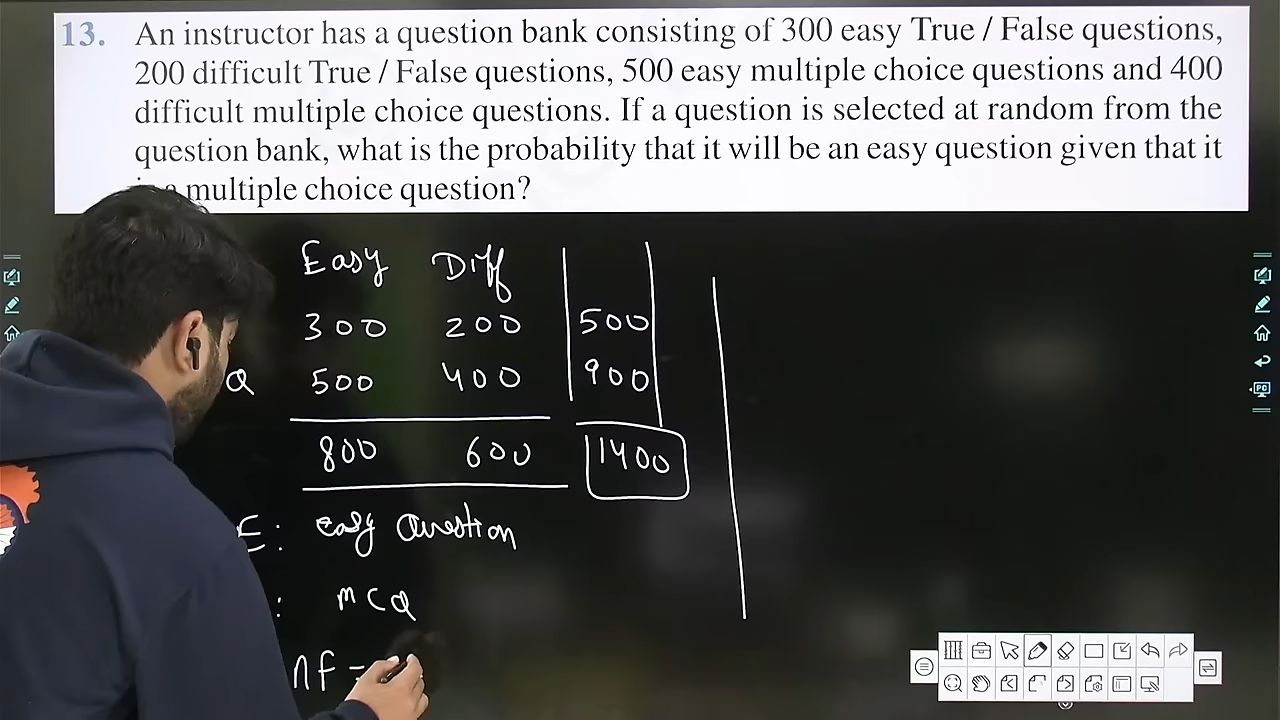 13. An instructor has a question bank consisting of 300 easy True / False questions,
200 difficult True / False questions, 500 easy multiple choice questions and 400
difficult multiple choice questions. If a question is selected at random from the
question bank, what is the probability that it will be an easy question given that it
multiple choice question?
Easy Diff
300 200 500
Q 500 400 900
800 600 1400
E: easy Question
: MCQ
∩F =
PC